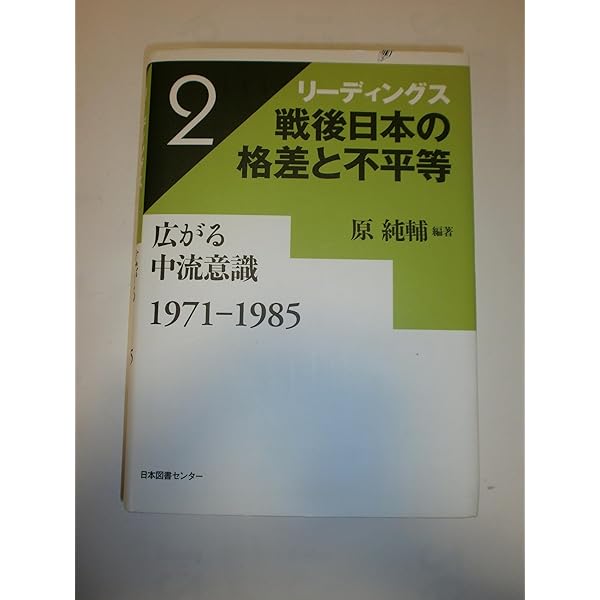 2
リーディングス
戦後日本の
格差と不平等
原 純輔 編著
広がる
中流意識
1971–1985
日本図書センター